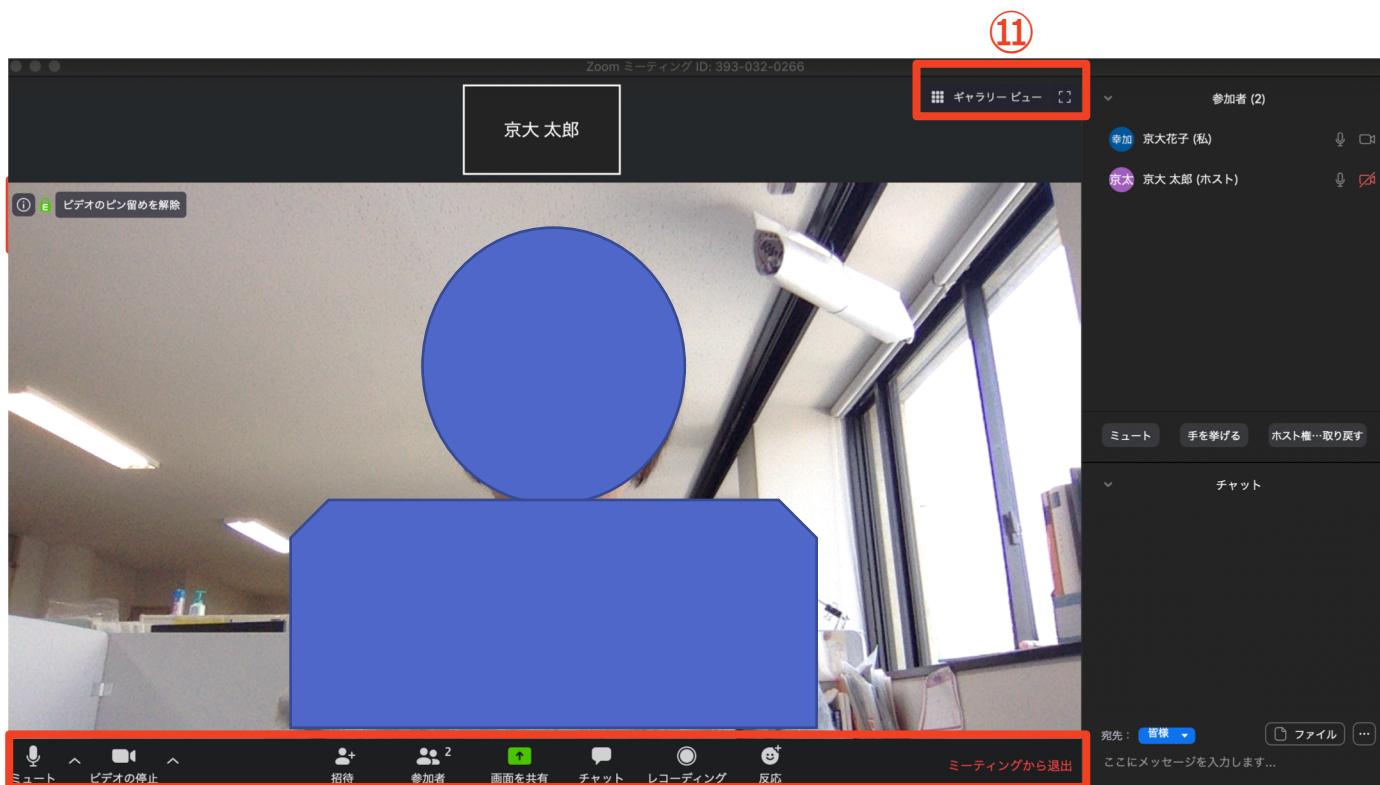 ⑪
Zoom ミーティング ID: 393-032-0266
ギャラリー ビュー
京大 太郎
ビデオのピン留めを解除
E
参加者 (2)
幸加 京大花子 (私)
京太 京大 太郎 (ホスト)
ミュート 手を挙げる ホスト権…取り戻す
チャット
宛先: 皆様 ファイル
ここにメッセージを入力します...
ミュート ビデオの停止 招待 参加者 2 画面を共有 チャット レコーディング 反応 ミーティングから退出